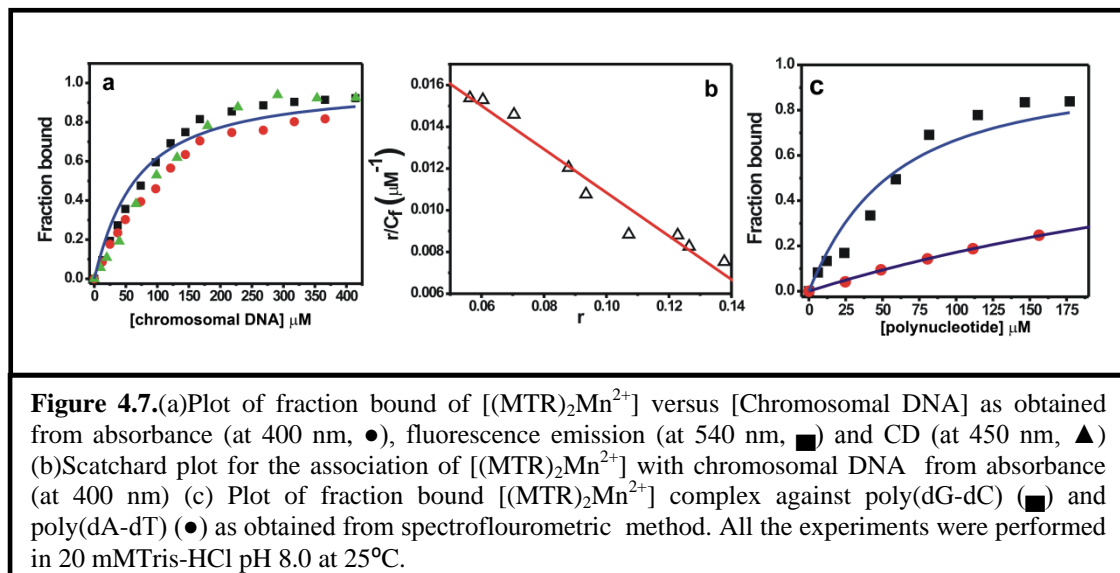 a
Fraction bound
1.0
0.8
0.6
0.4
0.2
0.0
0 50 100 150 200 250 300 350 400
[chromosomal DNA] μM
b
r/Cf (μM-1)
0.016
0.014
0.012
0.010
0.008
0.006
0.06 0.08 0.10 0.12 0.14
r
c
Fraction bound
1.0
0.8
0.6
0.4
0.2
0.0
0 25 50 75 100 125 150 175
[polynucleotide] μM
Figure 4.7.(a)Plot of fraction bound of [(MTR)2Mn2+] versus [Chromosomal DNA] as obtained
from absorbance (at 400 nm, ●), fluorescence emission (at 540 nm, ■) and CD (at 450 nm, ▲)
(b)Scatchard plot for the association of [(MTR)2Mn2+] with chromosomal DNA from absorbance
(at 400 nm) (c) Plot of fraction bound [(MTR)2Mn2+] complex against poly(dG-dC) (■) and
poly(dA-dT) (●) as obtained from spectroflourometric method. All the experiments were performed
in 20 mMTris-HCl pH 8.0 at 25°C.